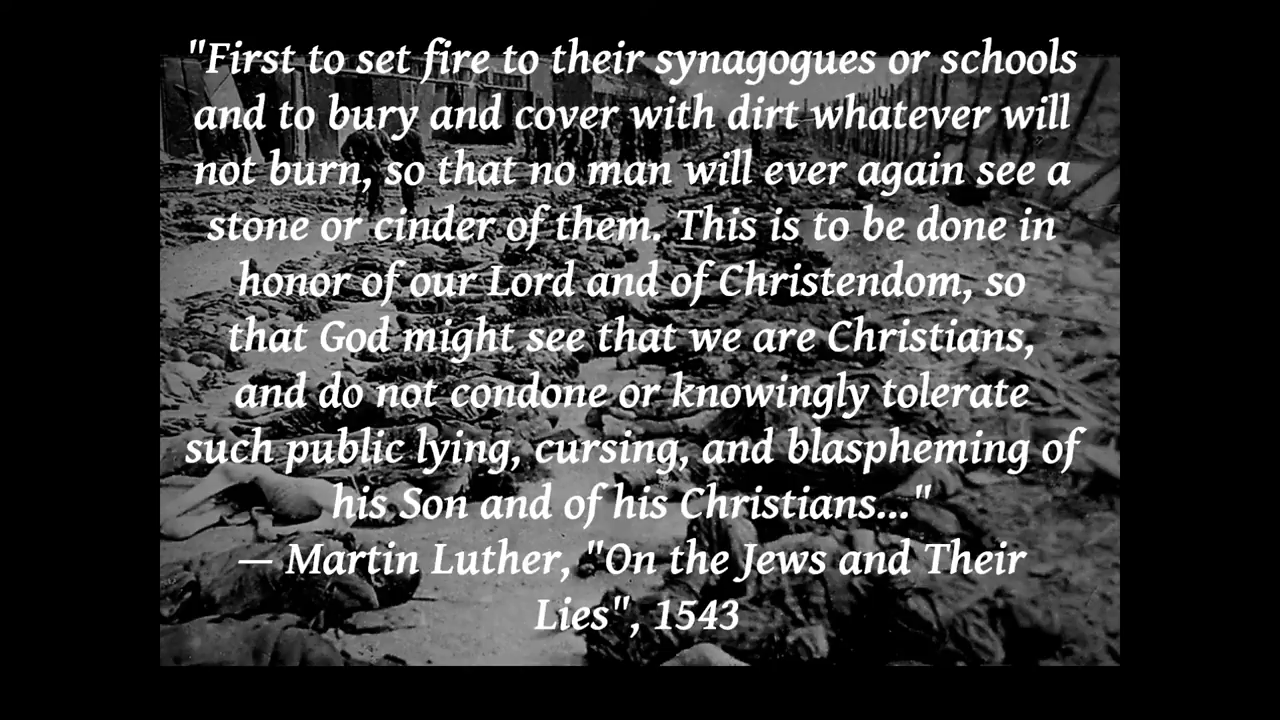 "First to set fire to their synagogues or schools
and to bury and cover with dirt whatever will
not burn, so that no man will ever again see a
stone or cinder of them. This is to be done in
honor of our Lord and of Christendom, so
that God might see that we are Christians,
and do not condone or knowingly tolerate
such public lying, cursing, and blaspheming of
his Son and of his Christians..."
— Martin Luther, "On the Jews and Their
Lies", 1543